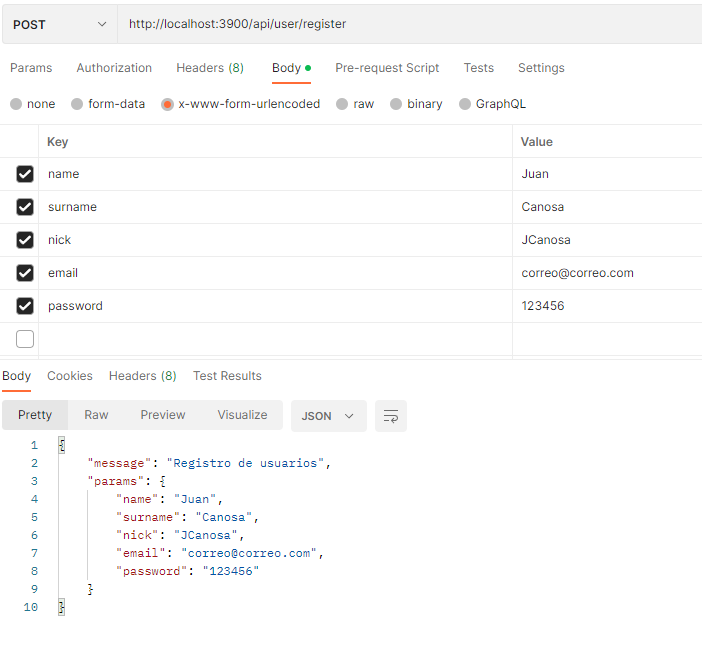 POST http://localhost:3900/api/user/register
Params Authorization Headers (8) Body Pre-request Script Tests Settings
none form-data x-www-form-urlencoded raw binary GraphQL
Key Value
name Juan
surname Canosa
nick JCanosa
email correo@correo.com
password 123456
Body Cookies Headers (8) Test Results
Pretty Raw Preview Visualize JSON
1 {
2 "message": "Registro de usuarios",
3 "params": {
4 "name": "Juan",
5 "surname": "Canosa",
6 "nick": "JCanosa",
7 "email": "correo@correo.com",
8 "password": "123456"
9 }
10 }